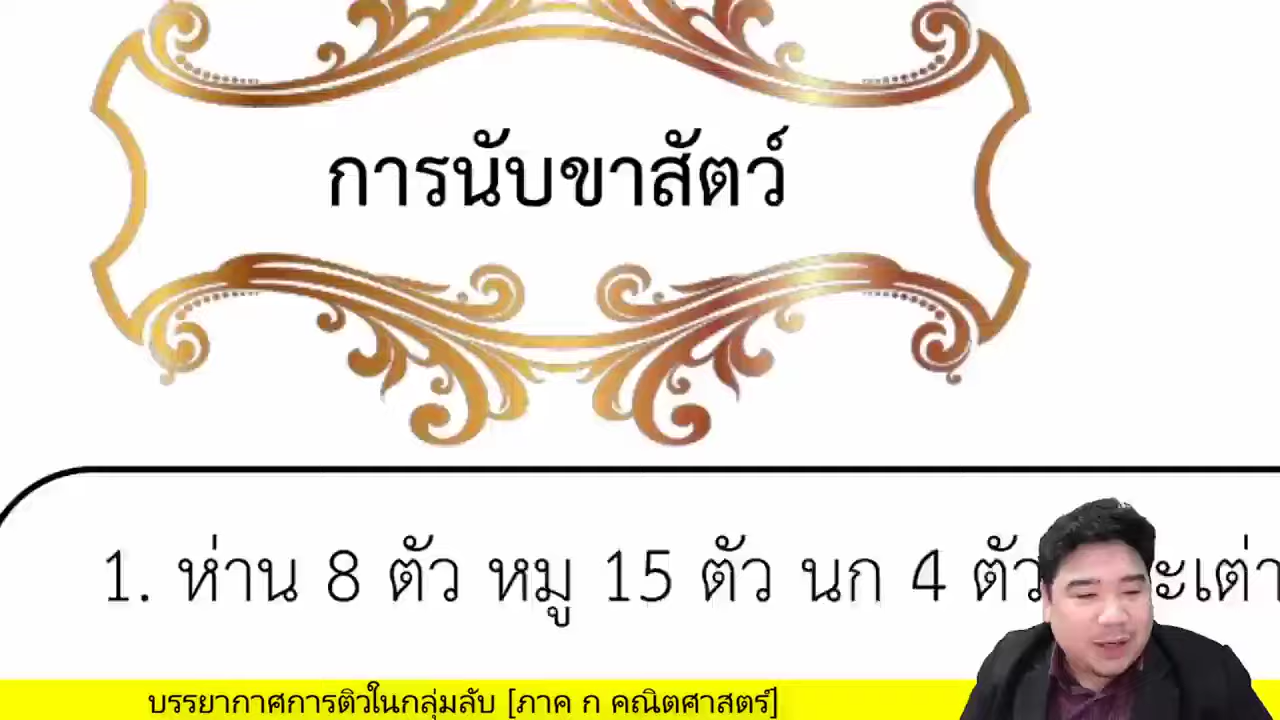 การนับขาสัตว์
1. ห่าน 8 ตัว หมู 15 ตัว นก 4 ตัว
บรรยากาศการติวในกลุ่มลับ [ภาค ก คณิตศาสตร์]